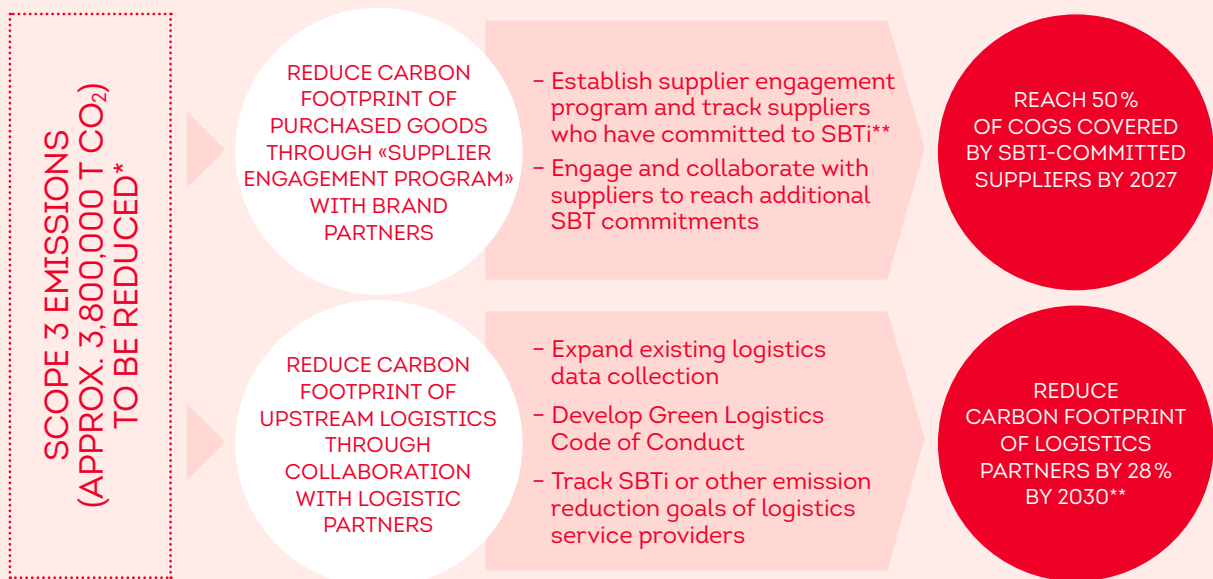 SCOPE 3 EMISSIONS
(APPROX. 3,800,000 T CO₂)
TO BE REDUCED*
REDUCE CARBON
FOOTPRINT OF
PURCHASED GOODS
THROUGH «SUPPLIER
ENGAGEMENT PROGRAM»
WITH BRAND
PARTNERS
– Establish supplier engagement
program and track suppliers
who have committed to SBTi**
– Engage and collaborate with
suppliers to reach additional
SBT commitments
REACH 50 %
OF COGS COVERED
BY SBTI-COMMITTED
SUPPLIERS BY 2027
REDUCE CARBON
FOOTPRINT OF
UPSTREAM LOGISTICS
THROUGH
COLLABORATION
WITH LOGISTIC
PARTNERS
– Expand existing logistics
data collection
– Develop Green Logistics
Code of Conduct
– Track SBTi or other emission
reduction goals of logistics
service providers
REDUCE
CARBON FOOTPRINT
OF LOGISTICS
PARTNERS BY 28 %
BY 2030**